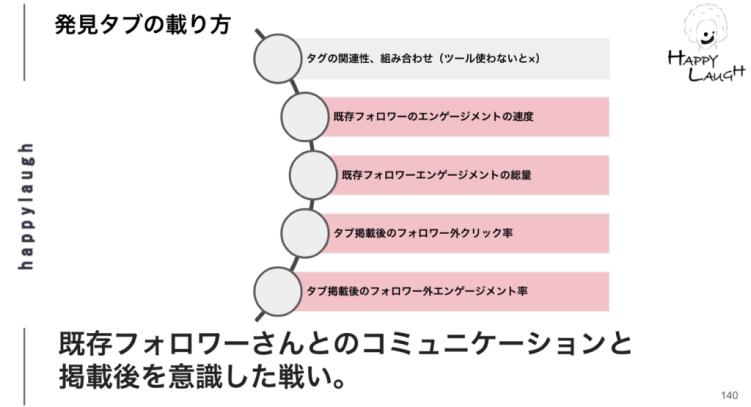 発見タブの載り方
HAPPY
LAUGH
タグの関連性、組み合わせ（ツール使わないと×）
既存フォロワーのエンゲージメントの速度
既存フォロワーエンゲージメントの総量
タブ掲載後のフォロワー外クリック率
タブ掲載後のフォロワー外エンゲージメント率
happylaugh
既存フォロワーさんとのコミュニケーションと
掲載後を意識した戦い。
140